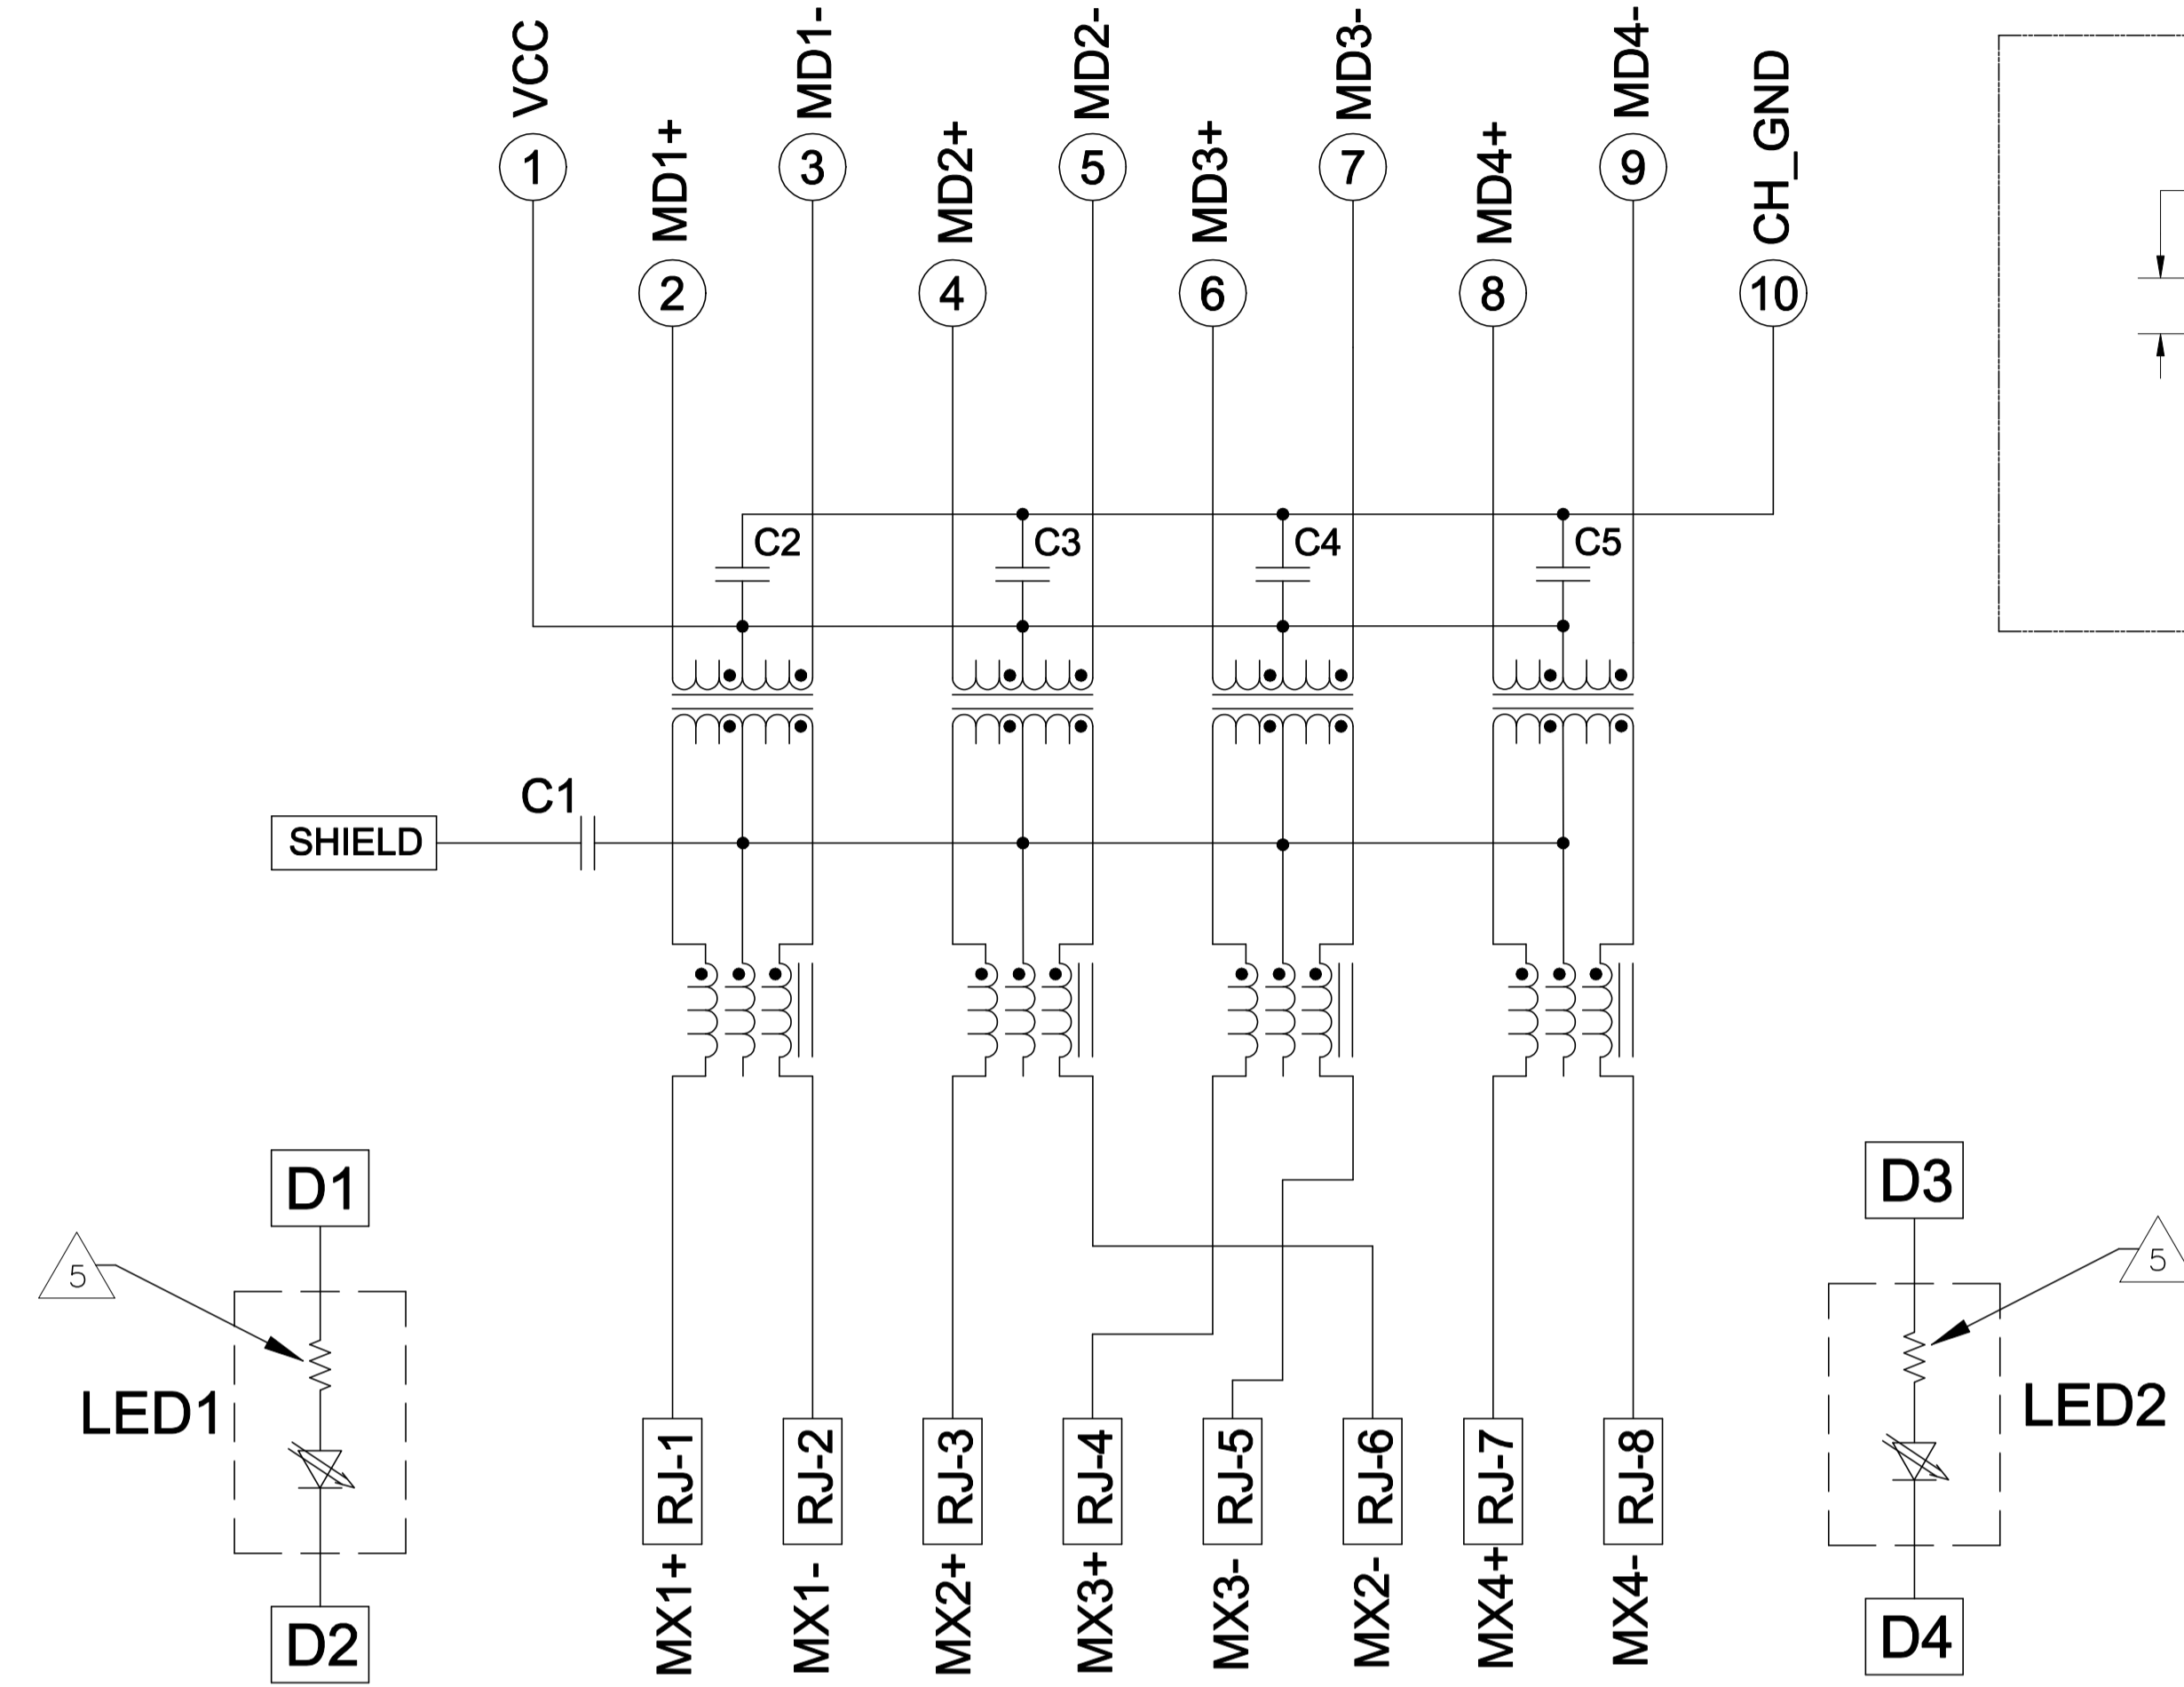 VCC
MD1-
MD2-
MD3-
MD4-
MD1+
MD2+
MD3+
MD4+
CH_GND
1
3
5
7
9
2
4
6
8
10
C2
C3
C4
C5
C1
SHIELD
D1
D3
5
5
LED1
LED2
RJ-1
RJ-2
RJ-3
RJ-4
RJ-5
RJ-6
RJ-7
RJ-8
MX1+
MX1-
MX2+
MX3+
MX3-
MX2-
MX4+
MX4-
D2
D4